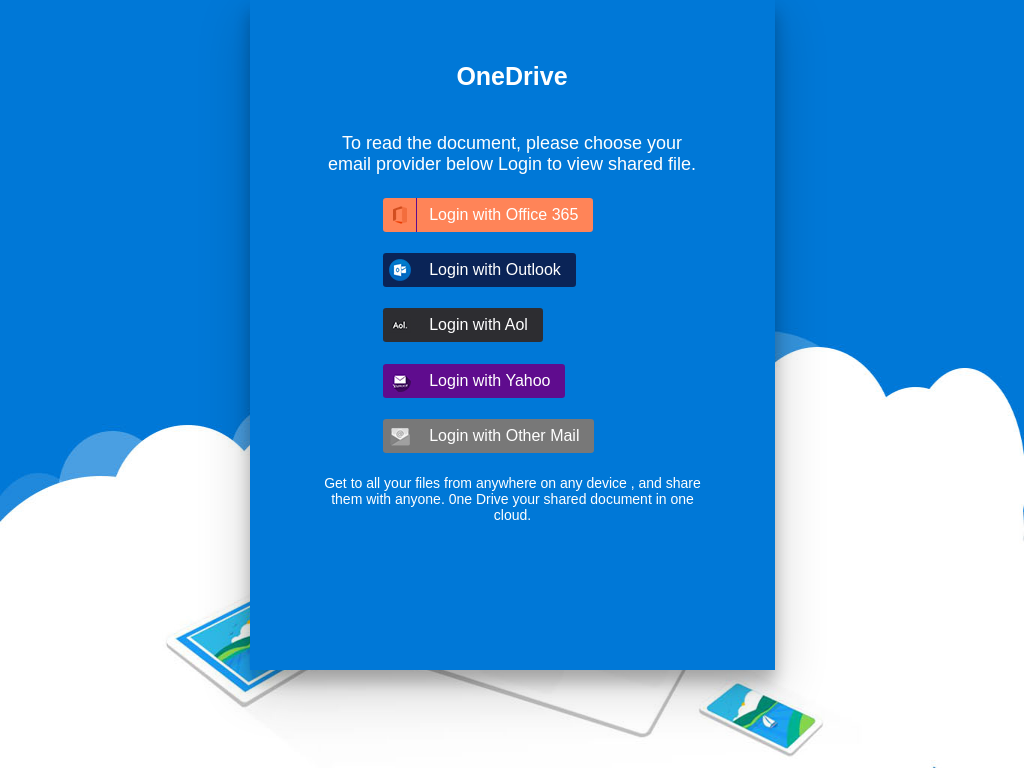 OneDrive
To read the document, please choose your
email provider below Login to view shared file.
Login with Office 365
Login with Outlook
Aol.
Login with Aol
Login with Yahoo
Login with Other Mail
Get to all your files from anywhere on any device , and share
them with anyone. 0ne Drive your shared document in one
cloud.